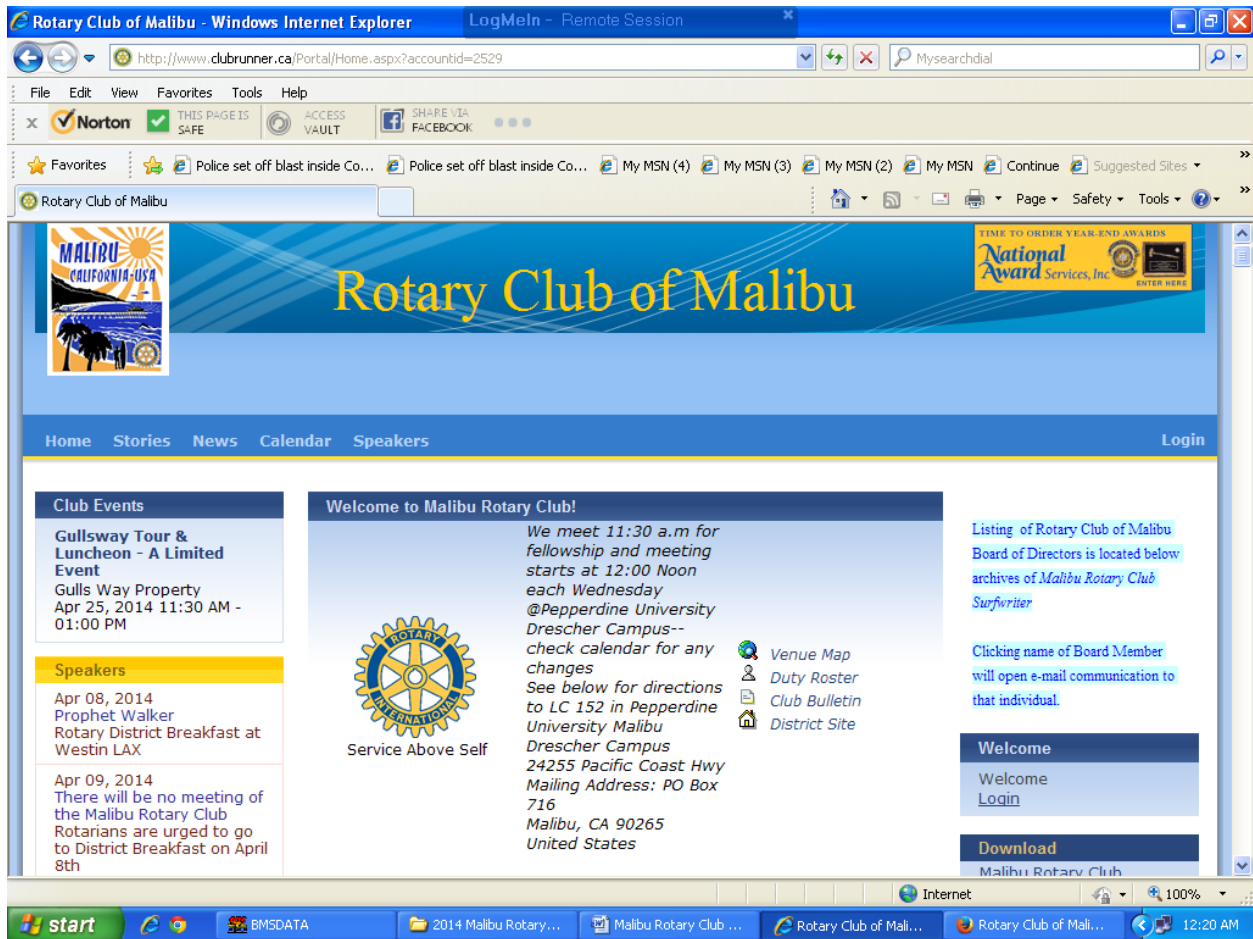 Rotary Club of Malibu - Windows Internet Explorer
LogMeIn - Remote Session
http://www.clubrunner.ca/Portal/Home.aspx?accountid=2529
Mysearchdial
File Edit View Favorites Tools Help
x Norton THIS PAGE IS SAFE ACCESS VAULT SHARE VIA FACEBOOK
Favorites Police set off blast inside Co... Police set off blast inside Co... My MSN (4) My MSN (3) My MSN (2) My MSN Continue Suggested Sites
Rotary Club of Malibu
Page Safety Tools
MALIBU
CALIFORNIA-USA
Rotary Club of Malibu
TIME TO ORDER YEAR-END AWARDS
National
Award Services, Inc
ENTER HERE
Home Stories News Calendar Speakers Login
Club Events
Gullsway Tour &
Luncheon - A Limited
Event
Gulls Way Property
Apr 25, 2014 11:30 AM -
01:00 PM
Speakers
Apr 08, 2014
Prophet Walker
Rotary District Breakfast at
Westin LAX
Apr 09, 2014
There will be no meeting of
the Malibu Rotary Club
Rotarians are urged to go
to District Breakfast on April
8th
Welcome to Malibu Rotary Club!
ROTARY
INTERNATIONAL
Service Above Self
We meet 11:30 a.m for
fellowship and meeting
starts at 12:00 Noon
each Wednesday
@Pepperdine University
Drescher Campus--
check calendar for any
changes
See below for directions
to LC 152 in Pepperdine
University Malibu
Drescher Campus
24255 Pacific Coast Hwy
Mailing Address: PO Box
716
Malibu, CA 90265
United States
Venue Map
Duty Roster
Club Bulletin
District Site
Listing of Rotary Club of Malibu
Board of Directors is located below
archives of Malibu Rotary Club
Surfwriter
Clicking name of Board Member
will open e-mail communication to
that individual.
Welcome
Welcome
Login
Download
Malibu Rotary Club
Internet 100%
start BMSDATA 2014 Malibu Rotary... Malibu Rotary Club ... Rotary Club of Mali... Rotary Club of Mali... 12:20 AM